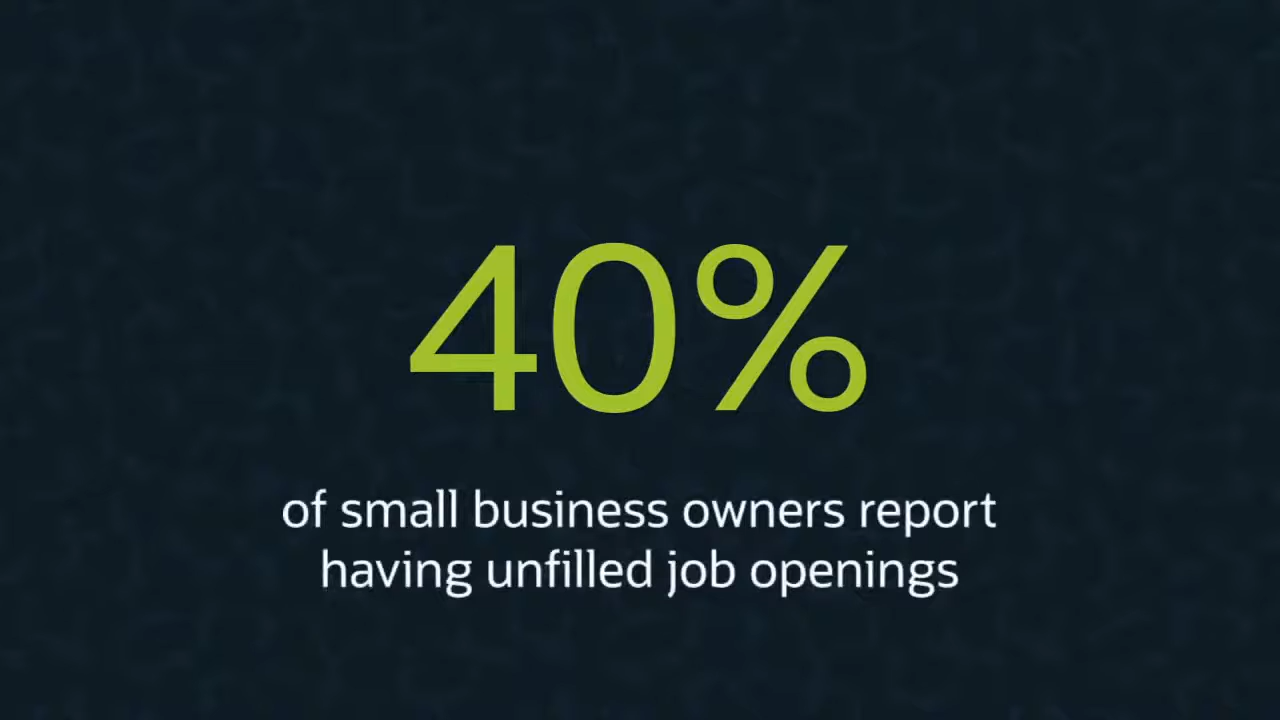 40%
of small business owners report
having unfilled job openings